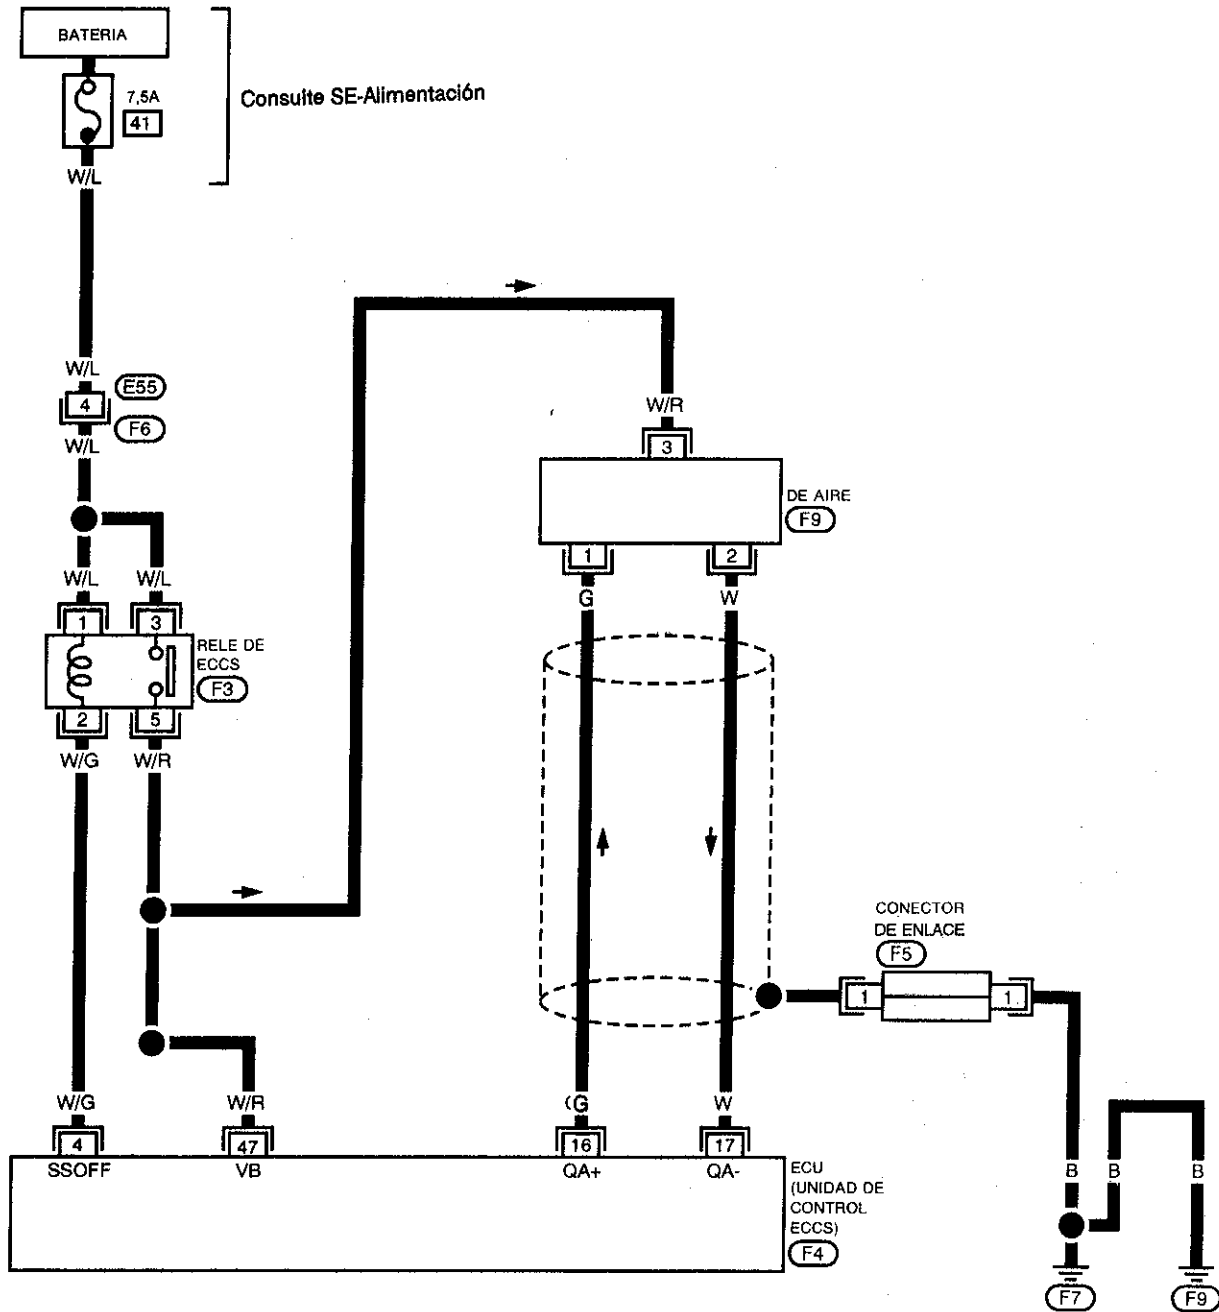 BATERIA
7,5A
41
Consulte SE-Alimentación
W/L
W/L
E55
4
F6
W/L
W/R
3
DE AIRE
F9
1
2
W/L
W/L
G
W
1
3
RELE DE
ECCS
F3
2
5
W/G
W/R
CONECTOR
DE ENLACE
F5
1
1
W/G
W/R
(G
W
4
47
16
17
SSOFF
VB
QA+
QA-
ECU
(UNIDAD DE
CONTROL
ECCS)
F4
B
B
B
F7
F9